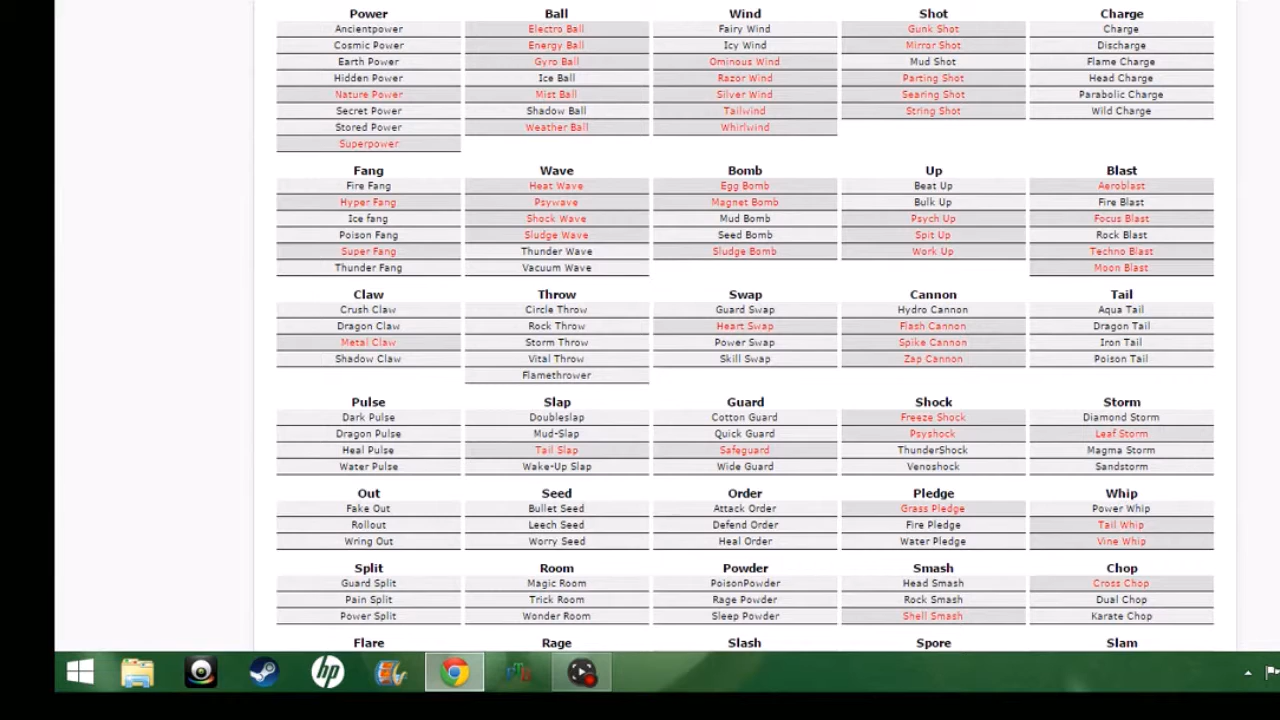 Power Ball Wind Shot Charge
Ancientpower Electro Ball Fairy Wind Gunk Shot Charge
Cosmic Power Energy Ball Icy Wind Mirror Shot Discharge
Earth Power Gyro Ball Ominous Wind Mud Shot Flame Charge
Hidden Power Ice Ball Razor Wind Parting Shot Head Charge
Nature Power Mist Ball Silver Wind Searing Shot Parabolic Charge
Secret Power Shadow Ball Tailwind String Shot Wild Charge
Stored Power Weather Ball Whirlwind
Superpower
Fang Wave Bomb Up Blast
Fire Fang Heat Wave Egg Bomb Beat Up Aeroblast
Hyper Fang Psywave Magnet Bomb Bulk Up Fire Blast
Ice fang Shock Wave Mud Bomb Psych Up Focus Blast
Poison Fang Sludge Wave Seed Bomb Spit Up Rock Blast
Super Fang Thunder Wave Sludge Bomb Work Up Techno Blast
Thunder Fang Vacuum Wave Moon Blast
Claw Throw Swap Cannon Tail
Crush Claw Circle Throw Guard Swap Hydro Cannon Aqua Tail
Dragon Claw Rock Throw Heart Swap Flash Cannon Dragon Tail
Metal Claw Storm Throw Power Swap Spike Cannon Iron Tail
Shadow Claw Vital Throw Skill Swap Zap Cannon Poison Tail
Flamethrower
Pulse Slap Guard Shock Storm
Dark Pulse Doubleslap Cotton Guard Freeze Shock Diamond Storm
Dragon Pulse Mud-Slap Quick Guard Psyshock Leaf Storm
Heal Pulse Tail Slap Safeguard ThunderShock Magma Storm
Water Pulse Wake-Up Slap Wide Guard Venoshock Sandstorm
Out Seed Order Pledge Whip
Fake Out Bullet Seed Attack Order Grass Pledge Power Whip
Rollout Leech Seed Defend Order Fire Pledge Tail Whip
Wring Out Worry Seed Heal Order Water Pledge Vine Whip
Split Room Powder Smash Chop
Guard Split Magic Room PoisonPowder Head Smash Cross Chop
Pain Split Trick Room Rage Powder Rock Smash Dual Chop
Power Split Wonder Room Sleep Powder Shell Smash Karate Chop
Flare Rage Slash Spore Slam
hp